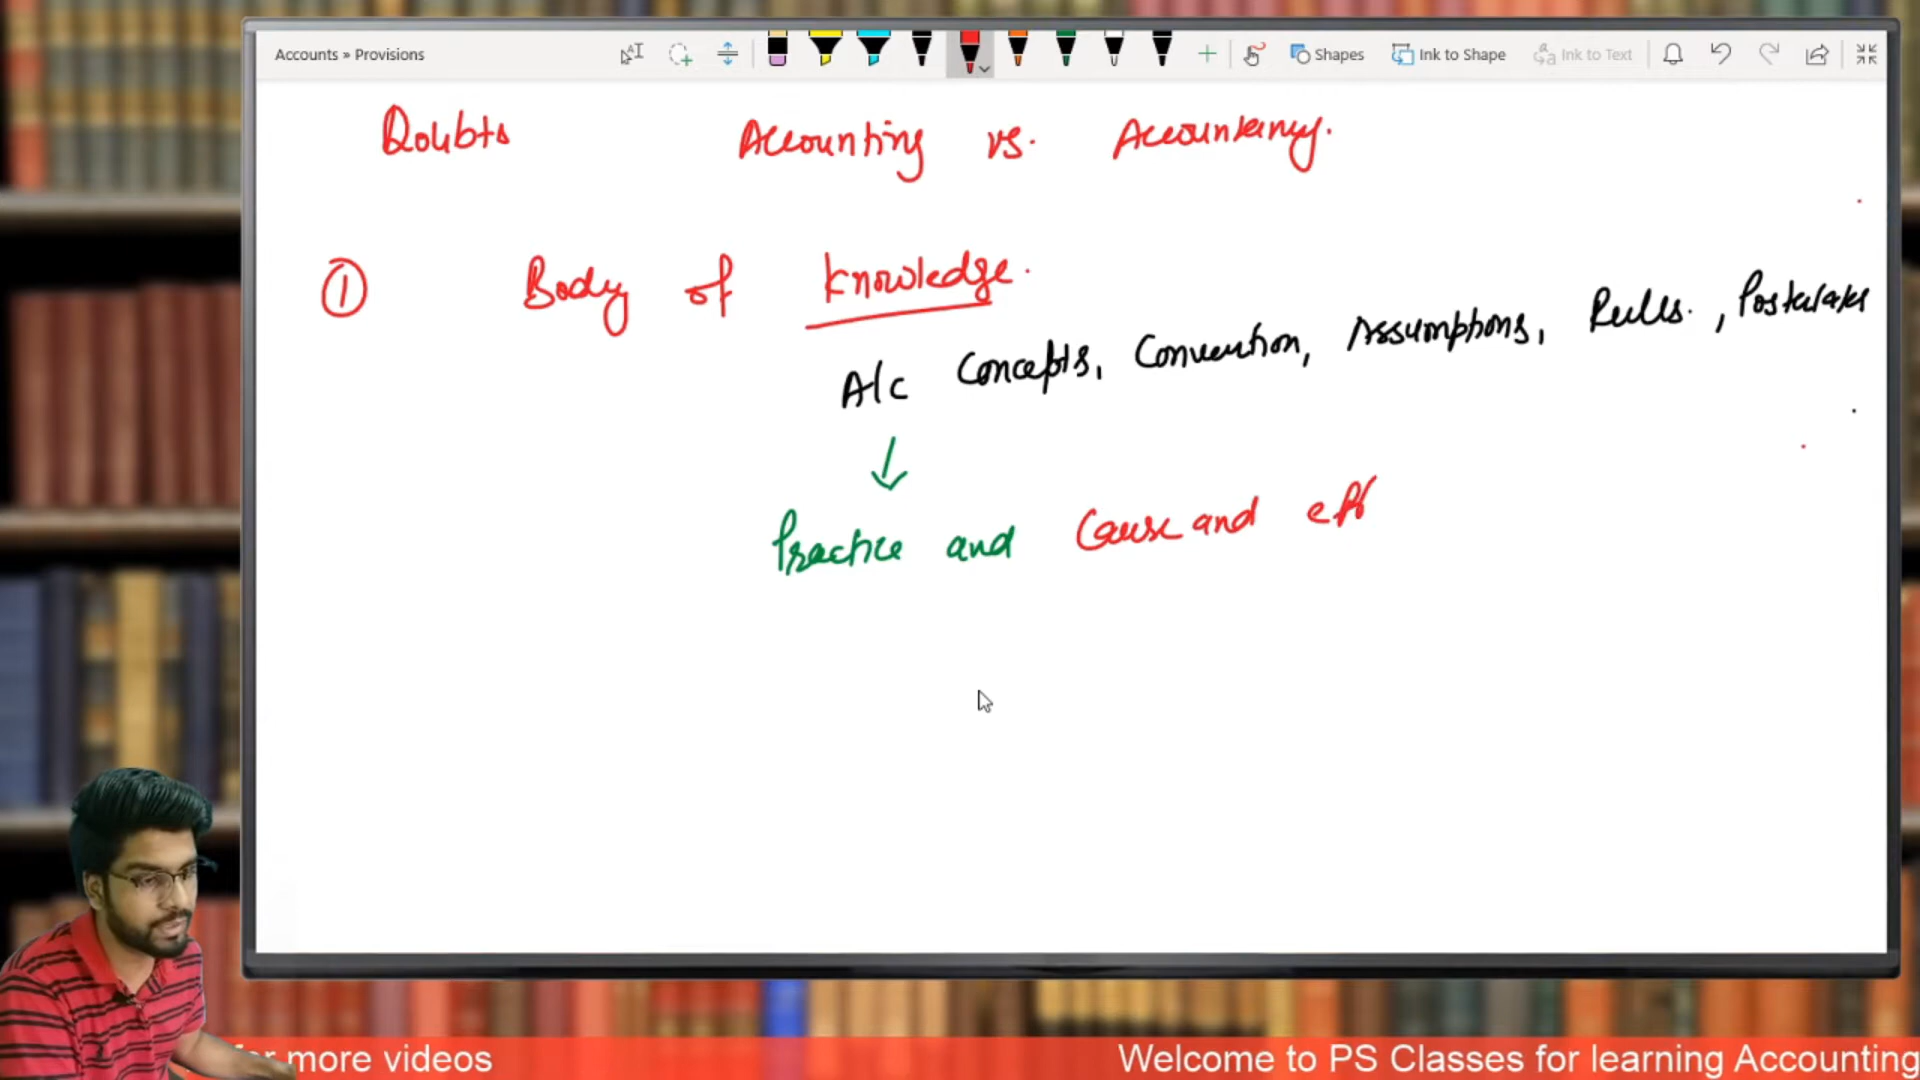 Accounts » Provisions
Shapes
Ink to Shape
Ink to Text
Doubts Accounting vs. Accountancy.
① Body of Knowledge.
A/c Concepts, Convention, Assumptions, Rules. , Postulates
↓
Practice and Cause and eff
for more videos
Welcome to PS Classes for learning Accounting